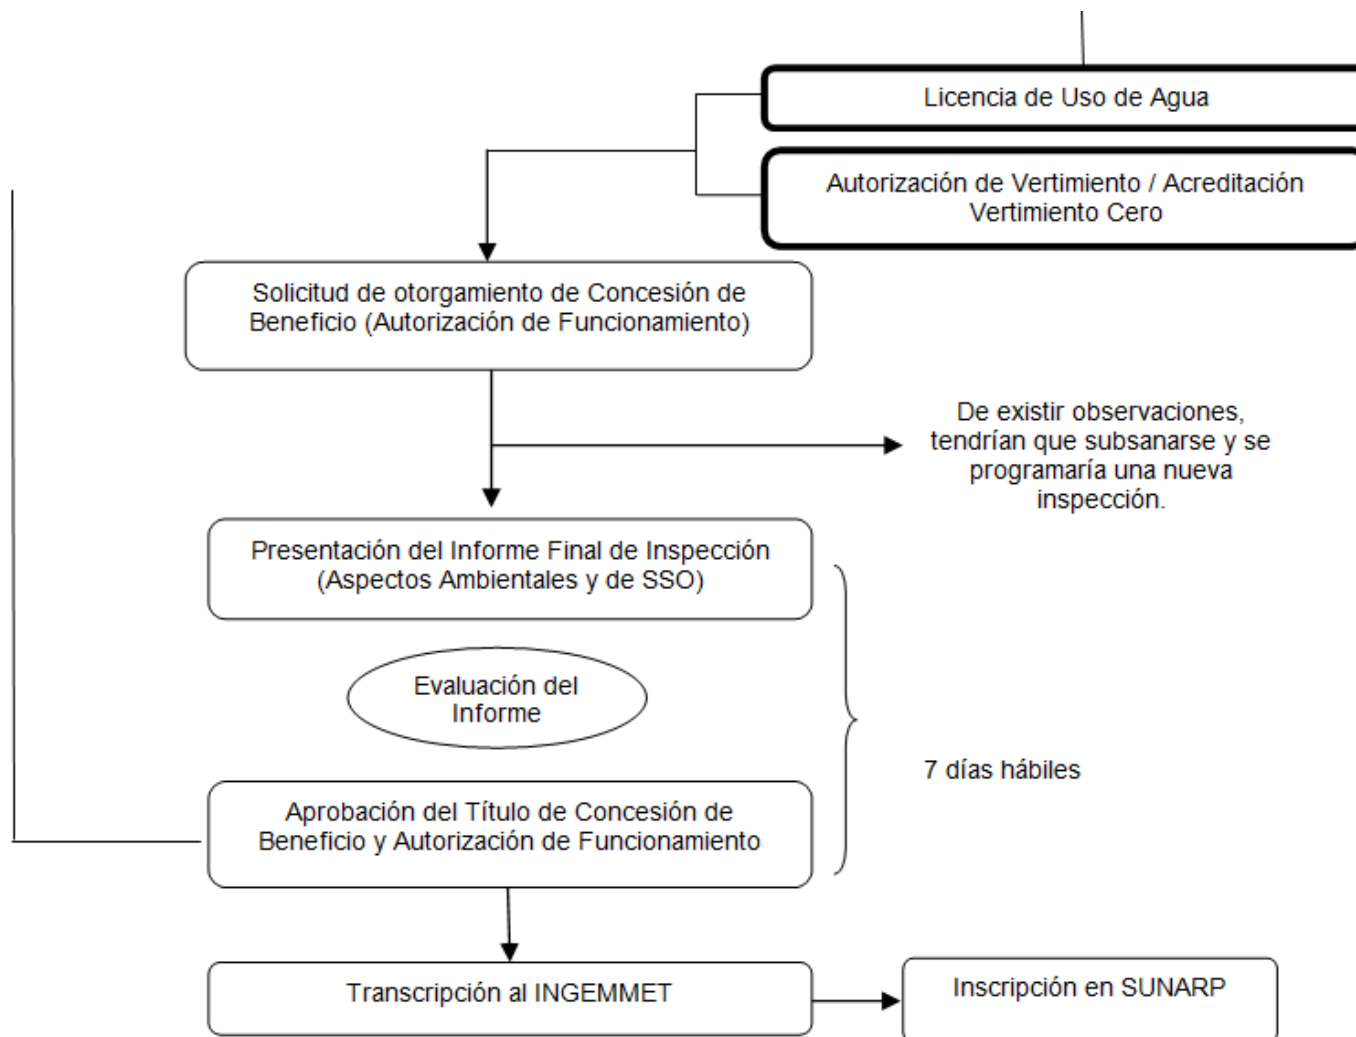 Licencia de Uso de Agua
Autorización de Vertimiento / Acreditación
Vertimiento Cero
Solicitud de otorgamiento de Concesión de
Beneficio (Autorización de Funcionamiento)
De existir observaciones,
tendrían que subsanarse y se
programaría una nueva
inspección.
Presentación del Informe Final de Inspección
(Aspectos Ambientales y de SSO)
Evaluación del
Informe
7 días hábiles
Aprobación del Título de Concesión de
Beneficio y Autorización de Funcionamiento
Transcripción al INGEMMET
Inscripción en SUNARP